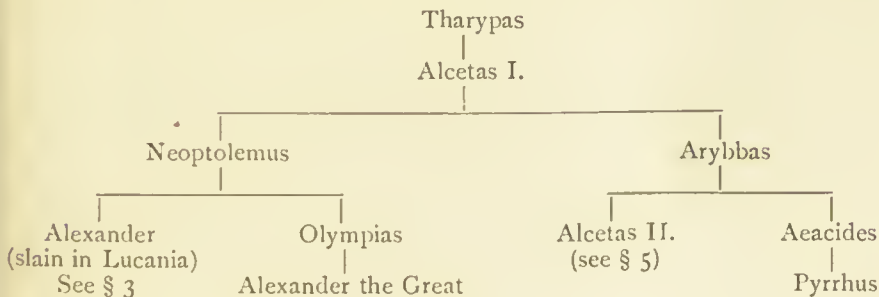 Tharypas
Alcetas I.
Neoptolemus Arybbas
Alexander Olympias Alcetas II. Aeacides
(slain in Lucania) (see § 5)
See § 3 Alexander the Great Pyrrhus